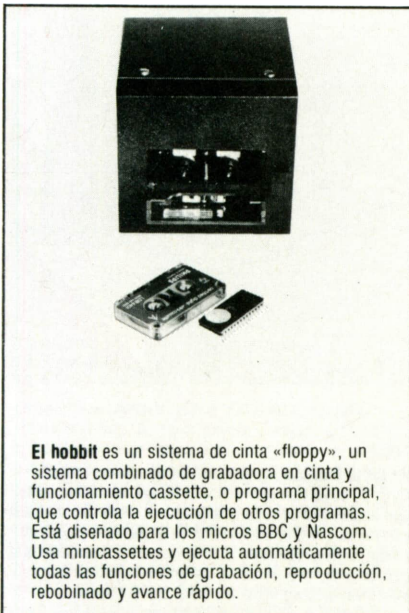 El hobbit es un sistema de cinta «floppy», un
sistema combinado de grabadora en cinta y
funcionamiento cassette, o programa principal,
que controla la ejecución de otros programas.
Está diseñado para los micros BBC y Nascom.
Usa minicassettes y ejecuta automáticamente
todas las funciones de grabación, reproducción,
rebobinado y avance rápido.